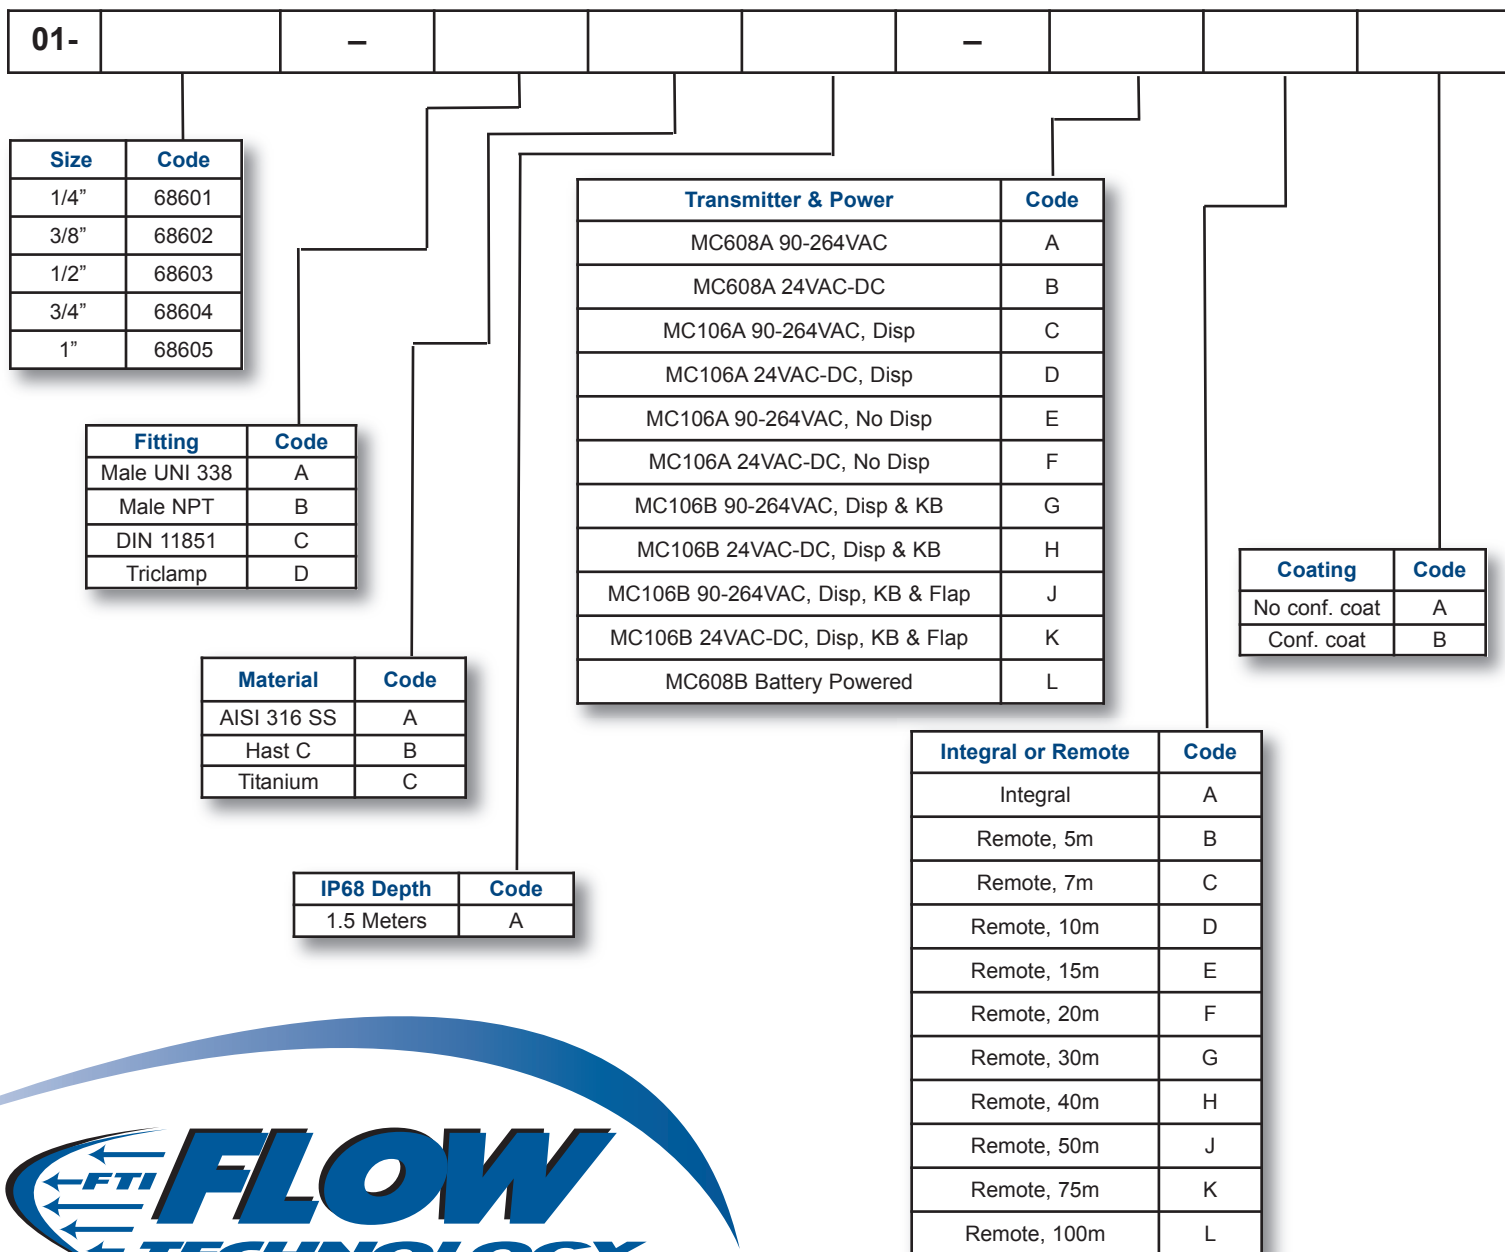 01- – –
Size Code
1/4” 68601
3/8” 68602
1/2” 68603
3/4” 68604
1” 68605
Fitting Code
Male UNI 338 A
Male NPT B
DIN 11851 C
Triclamp D
Material Code
AISI 316 SS A
Hast C B
Titanium C
IP68 Depth Code
1.5 Meters A
Transmitter & Power Code
MC608A 90-264VAC A
MC608A 24VAC-DC B
MC106A 90-264VAC, Disp C
MC106A 24VAC-DC, Disp D
MC106A 90-264VAC, No Disp E
MC106A 24VAC-DC, No Disp F
MC106B 90-264VAC, Disp & KB G
MC106B 24VAC-DC, Disp & KB H
MC106B 90-264VAC, Disp, KB & Flap J
MC106B 24VAC-DC, Disp, KB & Flap K
MC608B Battery Powered L
Integral or Remote Code
Integral A
Remote, 5m B
Remote, 7m C
Remote, 10m D
Remote, 15m E
Remote, 20m F
Remote, 30m G
Remote, 40m H
Remote, 50m J
Remote, 75m K
Remote, 100m L
Coating Code
No conf. coat A
Conf. coat B
FTI FLOW
TECHNOLOGY